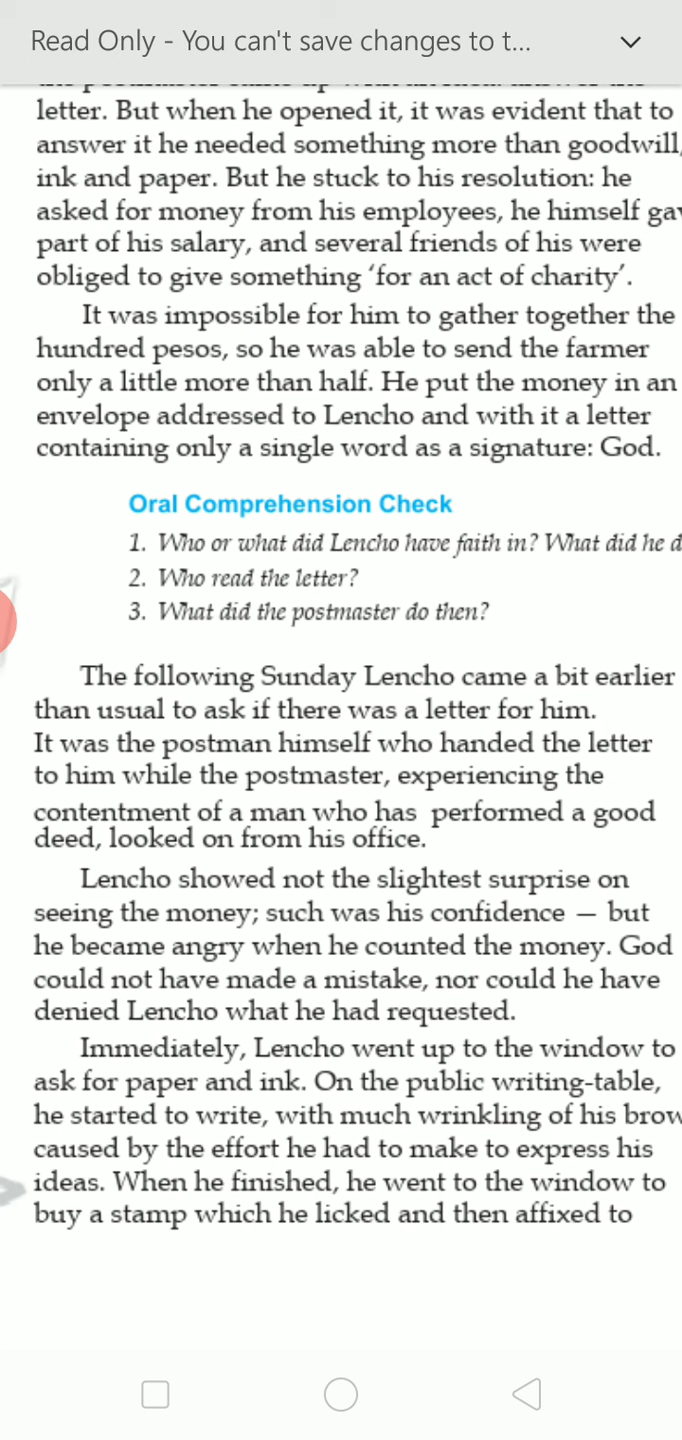 Read Only - You can't save changes to t...
letter. But when he opened it, it was evident that to
answer it he needed something more than goodwill,
ink and paper. But he stuck to his resolution: he
asked for money from his employees, he himself
part of his salary, and several friends of his were
obliged to give something ‘for an act of charity’.
It was impossible for him to gather together the
hundred pesos, so he was able to send the farmer
only a little more than half. He put the money in an
envelope addressed to Lencho and with it a letter
containing only a single word as a signature: God.
Oral Comprehension Check
1. Who or what did Lencho have faith in? What did he
2. Who read the letter?
3. What did the postmaster do then?
The following Sunday Lencho came a bit earlier
than usual to ask if there was a letter for him.
It was the postman himself who handed the letter
to him while the postmaster, experiencing the
contentment of a man who has performed a good
deed, looked on from his office.
Lencho showed not the slightest surprise on
seeing the money; such was his confidence — but
he became angry when he counted the money. God
could not have made a mistake, nor could he have
denied Lencho what he had requested.
Immediately, Lencho went up to the window to
ask for paper and ink. On the public writing-table,
he started to write, with much wrinkling of his brow
caused by the effort he had to make to express his
ideas. When he finished, he went to the window to
buy a stamp which he licked and then affixed to